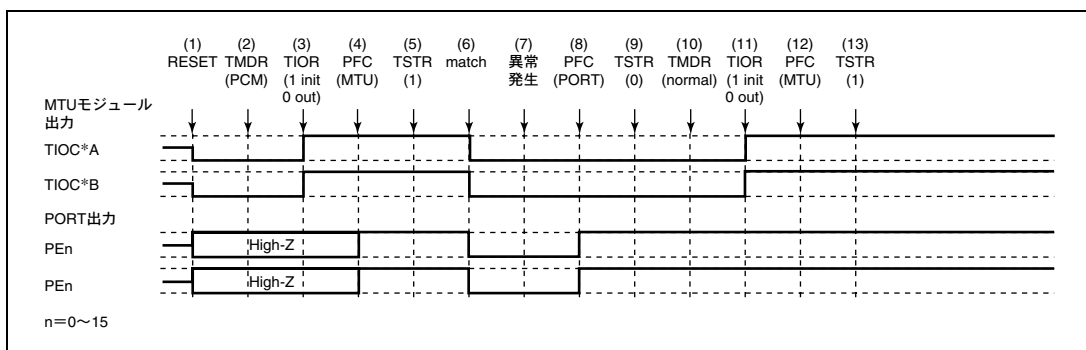 (1) (2) (3) (4) (5) (6) (7) (8) (9) (10) (11) (12) (13)
RESET TMDR TIOR PFC TSTR match 異常 PFC TSTR TMDR TIOR PFC TSTR
(PCM) (1 init (MTU) (1) 発生 (PORT) (0) (normal) (1 init (MTU) (1)
0 out) 0 out)
MTUモジュール
出力
TIOC*A
TIOC*B
PORT出力
PEn High-Z
PEn High-Z
n=0~15